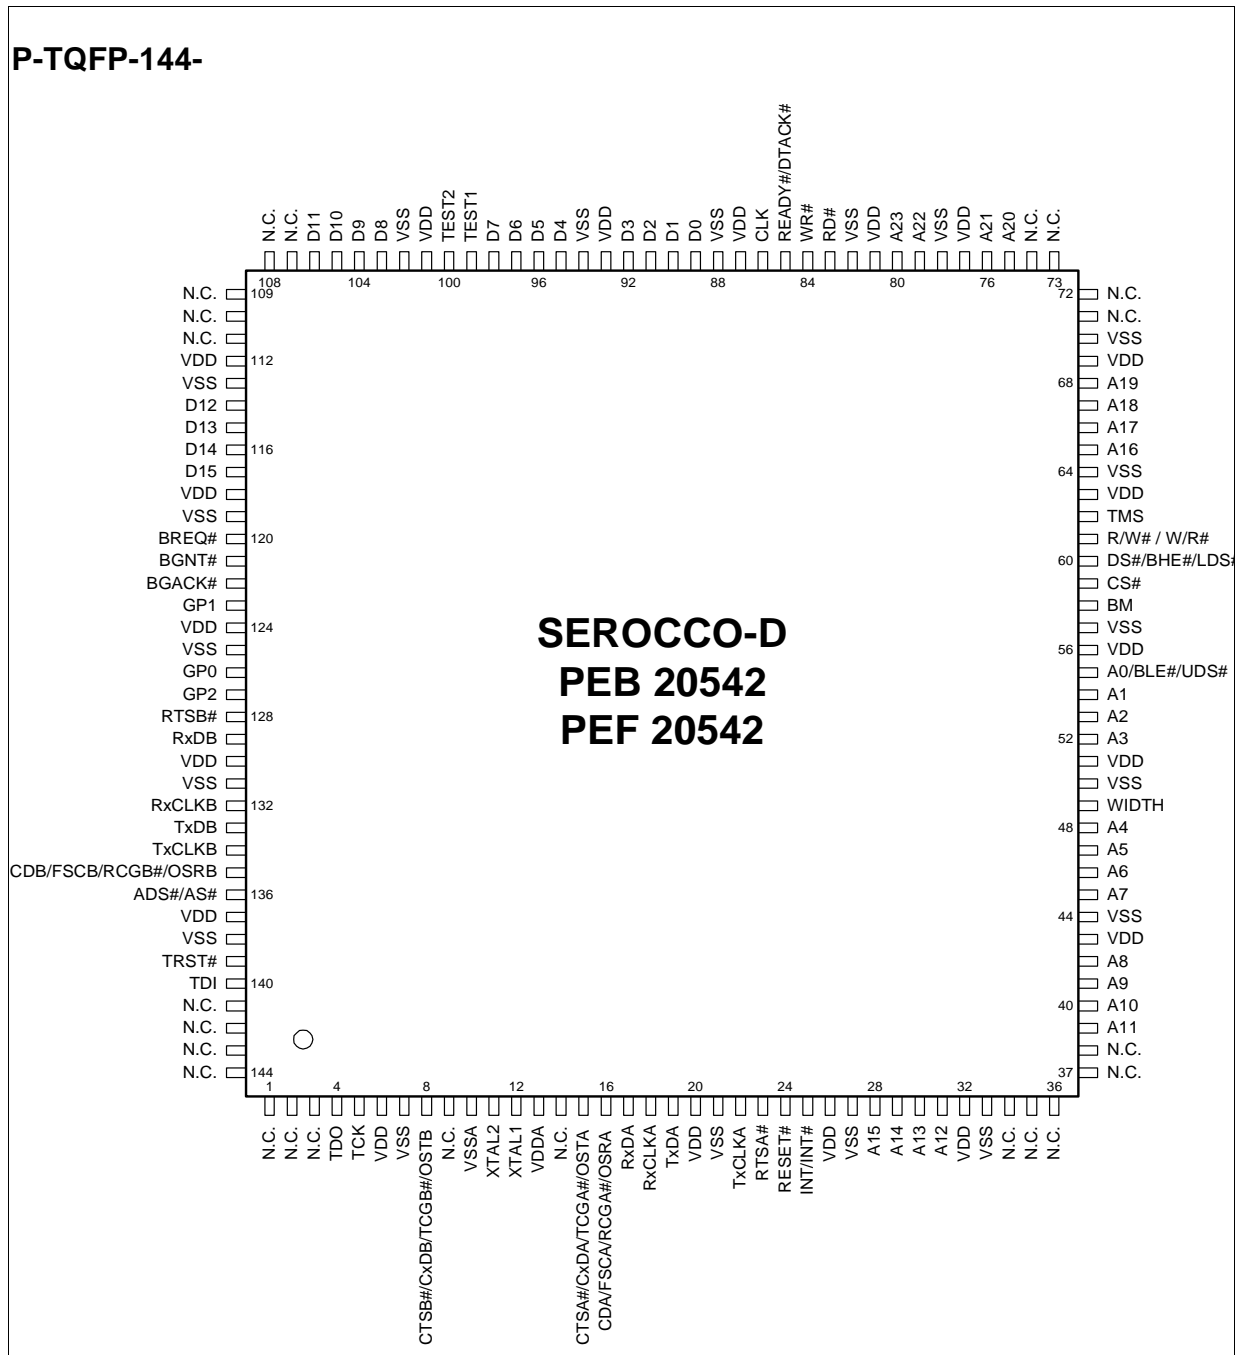 P-TQFP-144-
N.C.
N.C.
D11
D10
D9
D8
VSS
VDD
TEST2
TEST1
D7
D6
D5
D4
VSS
VDD
D3
D2
D1
D0
VSS
VDD
CLK
READY#/DTACK#
WR#
RD#
VSS
VDD
A23
A22
VSS
VDD
A21
A20
N.C.
N.C.
108
104
100
96
92
88
84
80
76
73
N.C. 109
N.C.
N.C.
VDD 112
VSS
D12
D13
D14 116
D15
VDD
VSS
BREQ# 120
BGNT#
BGACK#
GP1
VDD 124
VSS
GP0
GP2
RTSB# 128
RxDB
VDD
VSS
RxCLKB 132
TxDB
TxCLKB
CDB/FSCB/RCGB#/OSRB
ADS#/AS# 136
VDD
VSS
TRST#
TDI 140
N.C.
N.C.
N.C.
N.C. 144
SEROCCO-D
PEB 20542
PEF 20542
72 N.C.
N.C.
VSS
VDD
68 A19
A18
A17
A16
64 VSS
VDD
TMS
R/W# / W/R#
60 DS#/BHE#/LDS#
CS#
BM
VSS
56 VDD
A0/BLE#/UDS#
A1
A2
52 A3
VDD
VSS
WIDTH
48 A4
A5
A6
A7
44 VSS
VDD
A8
A9
40 A10
A11
N.C.
37 N.C.
1
4
8
12
16
20
24
28
32
36
N.C.
N.C.
N.C.
TDO
TCK
VDD
VSS
CTSB#/CxDB/TCGB#/OSTB
N.C.
VSSA
XTAL2
XTAL1
VDDA
N.C.
CTSA#/CxDA/TCGA#/OSTA
CDA/FSCA/RCGA#/OSRA
RxDA
RxCLKA
TxDA
VDD
VSS
TxCLKA
RTSA#
RESET#
INT/INT#
VDD
VSS
A15
A14
A13
A12
VDD
VSS
N.C.
N.C.
N.C.